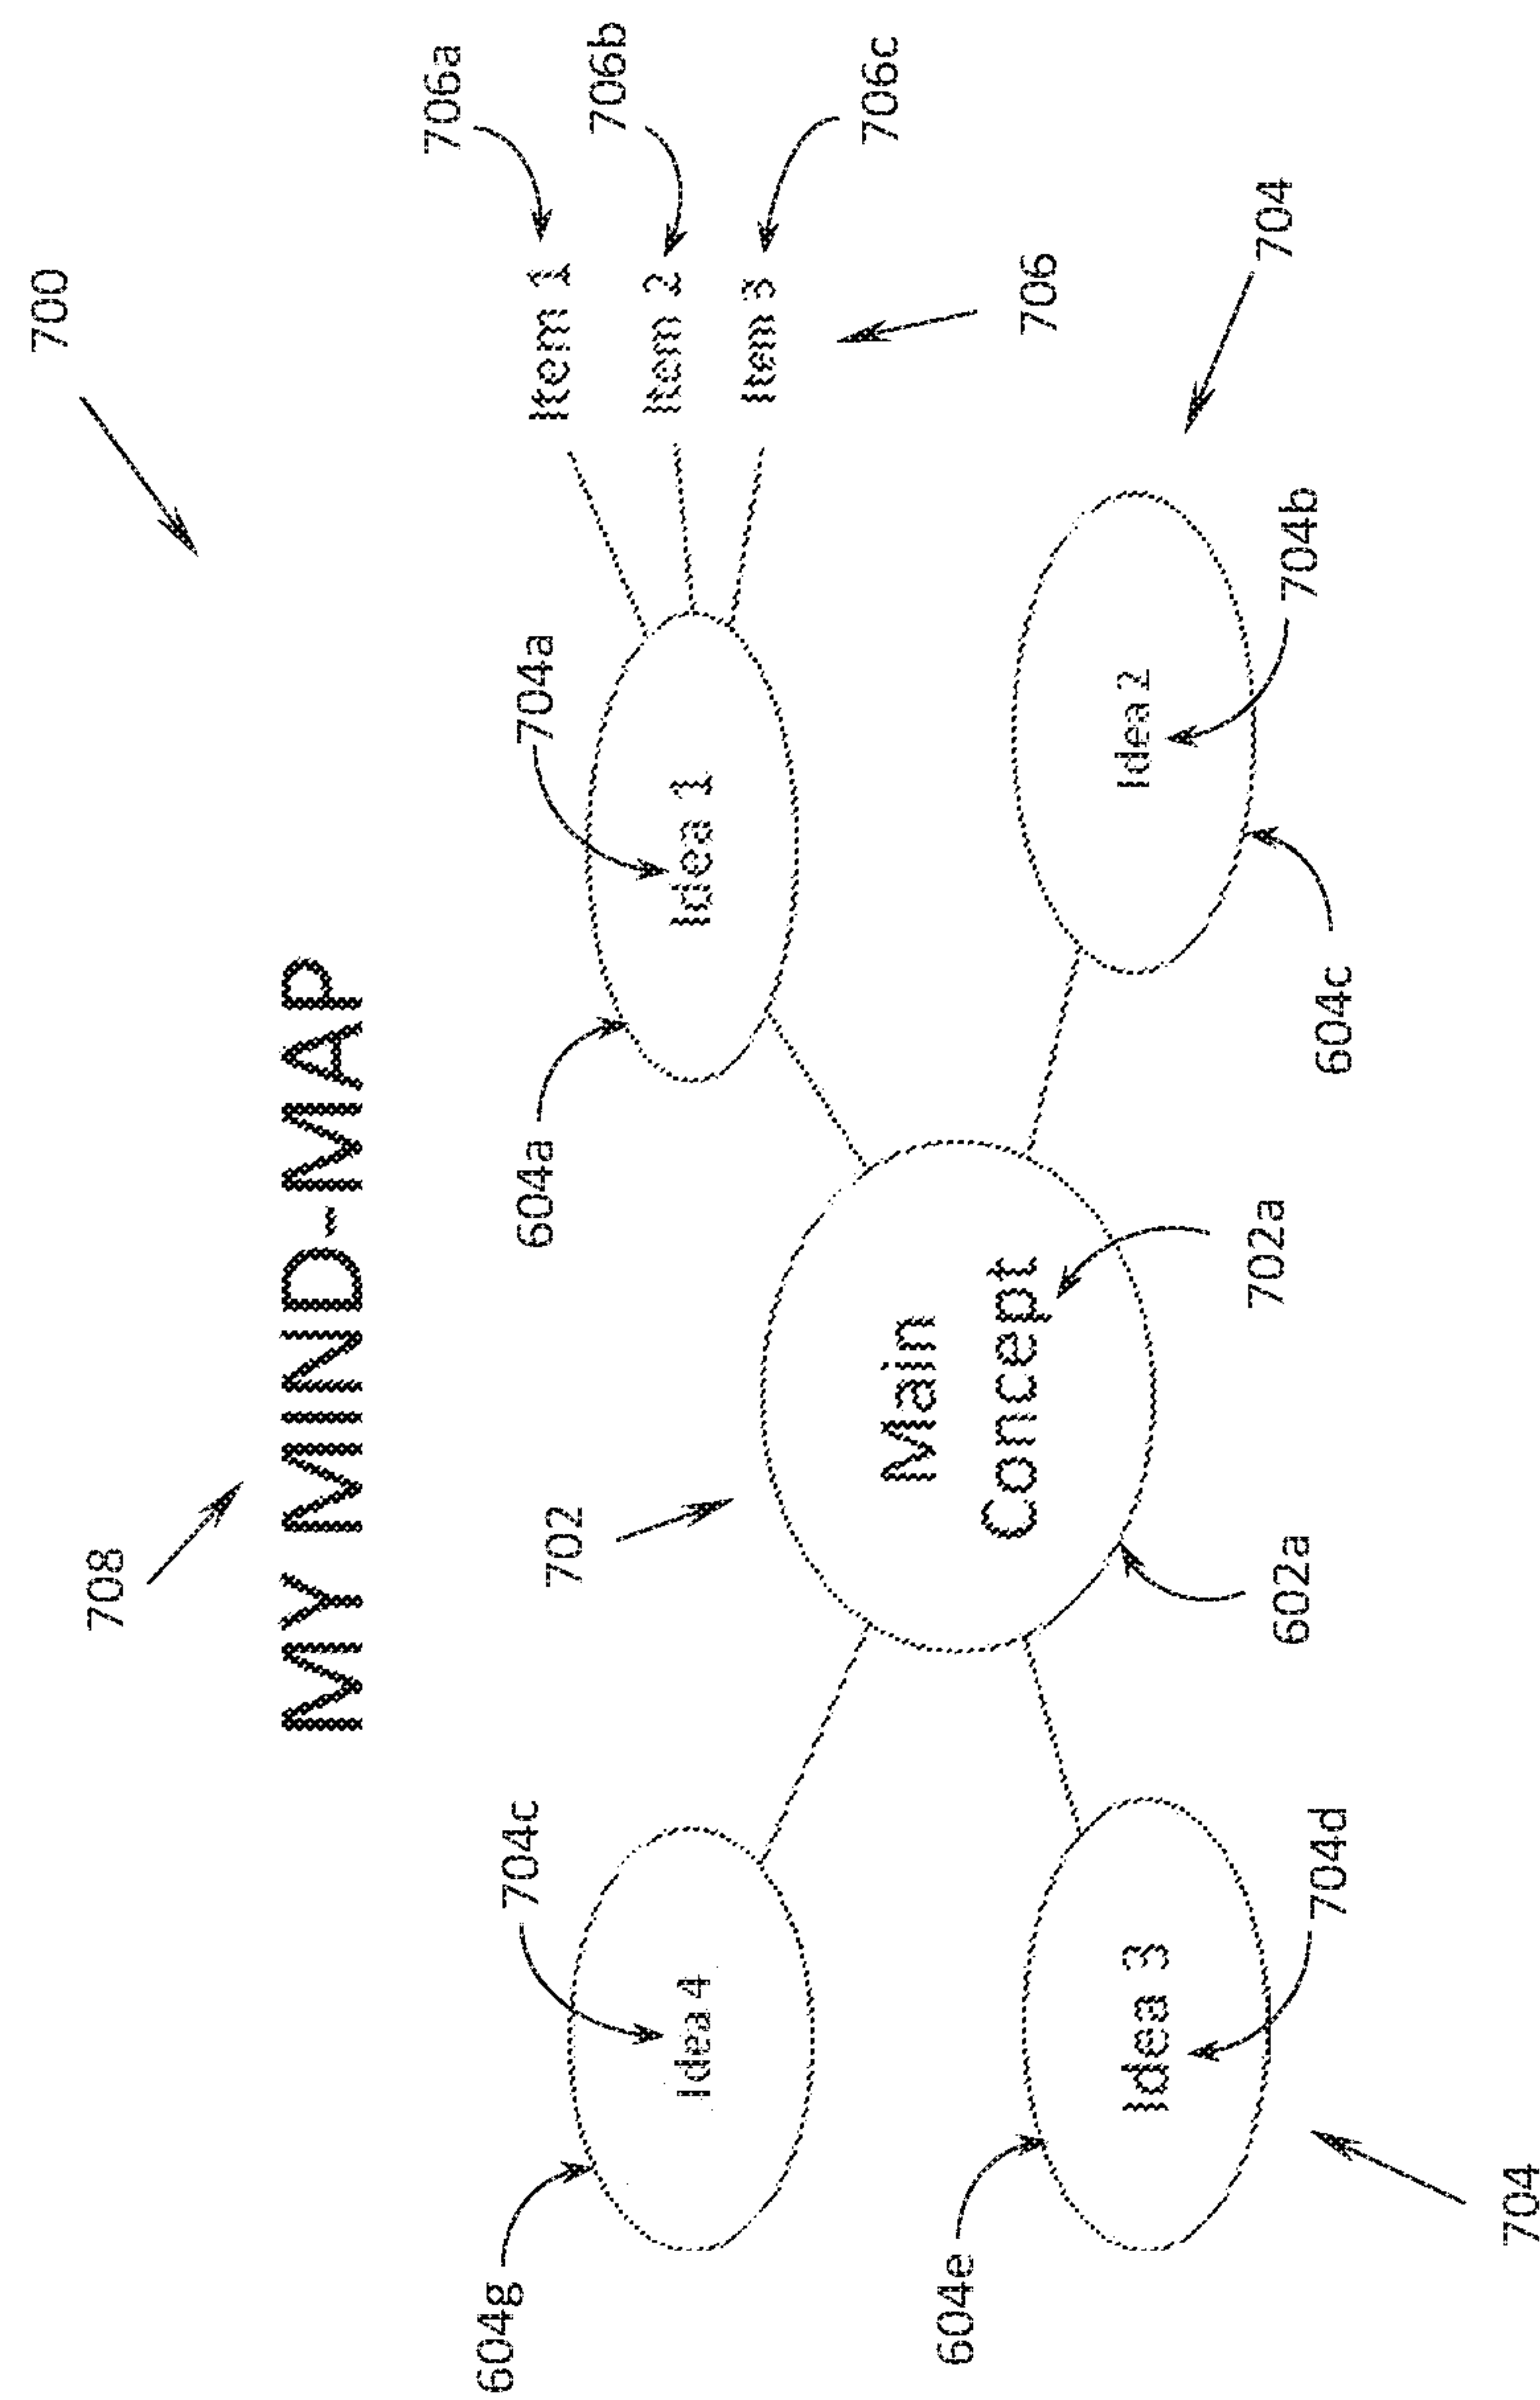 700
708
MY MIND-MAP
706a
706b
706c
Item 1
Item 2
Item 3
706
604g
704c
Idea 4
702
604a
704a
Idea 1
Main
Concept
702a
602a
604e
Idea 3
704d
704
Idea 2
704b
604c
704